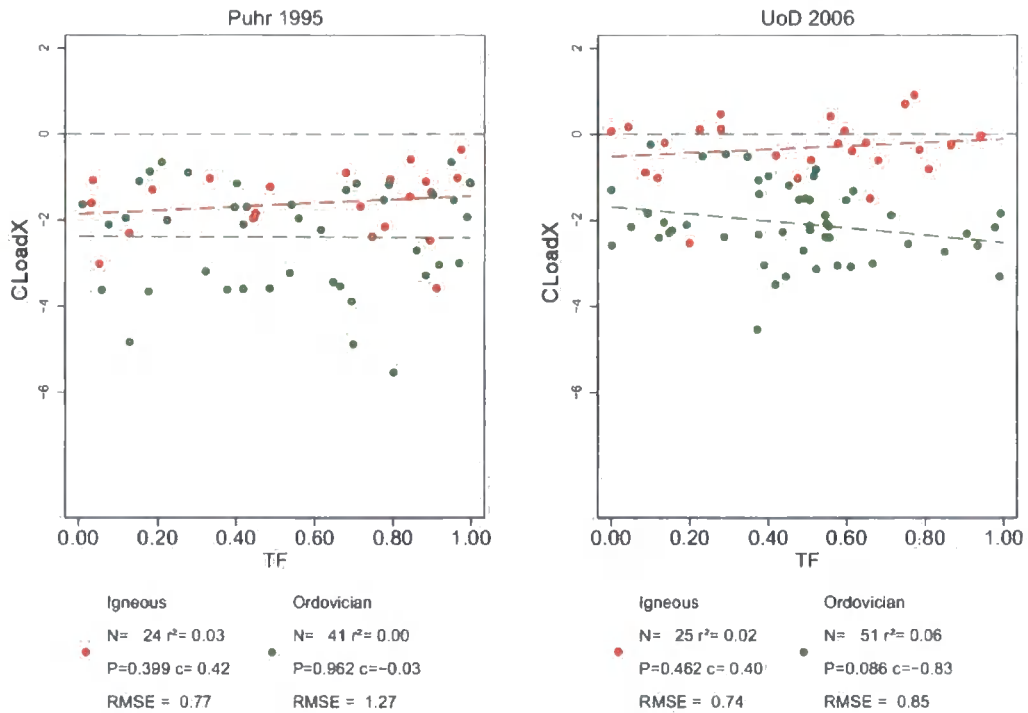 Puhr 1995
2
0
-2
-4
-6
CLoadX
0.00 0.20 0.40 0.60 0.80 1.00
TF
Igneous Ordovician
N= 24 r²= 0.03 N= 41 r²= 0.00
P=0.399 c= 0.42 P=0.962 c=-0.03
RMSE = 0.77 RMSE = 1.27
UoD 2006
2
0
-2
-4
-6
CLoadX
0.00 0.20 0.40 0.60 0.80 1.00
TF
Igneous Ordovician
N= 25 r²= 0.02 N= 51 r²= 0.06
P=0.462 c= 0.40 P=0.086 c=-0.83
RMSE = 0.74 RMSE = 0.85